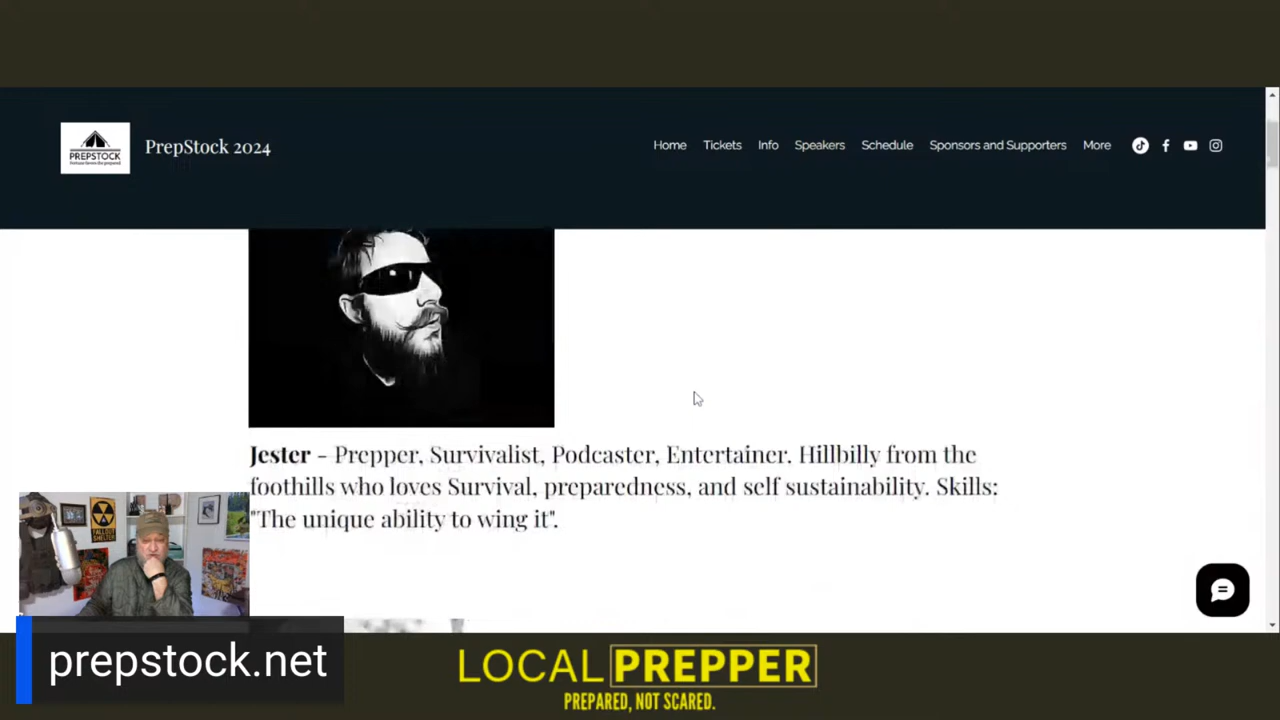 PREPSTOCK
PrepStock 2024
Home Tickets Info Speakers Schedule Sponsors and Supporters More
Jester - Prepper, Survivalist, Podcaster, Entertainer. Hillbilly from the
foothills who loves Survival, preparedness, and self sustainability. Skills:
"The unique ability to wing it".
FALLOUT
SHELTER
prepstock.net
LOCAL PREPPER
PREPARED, NOT SCARED.